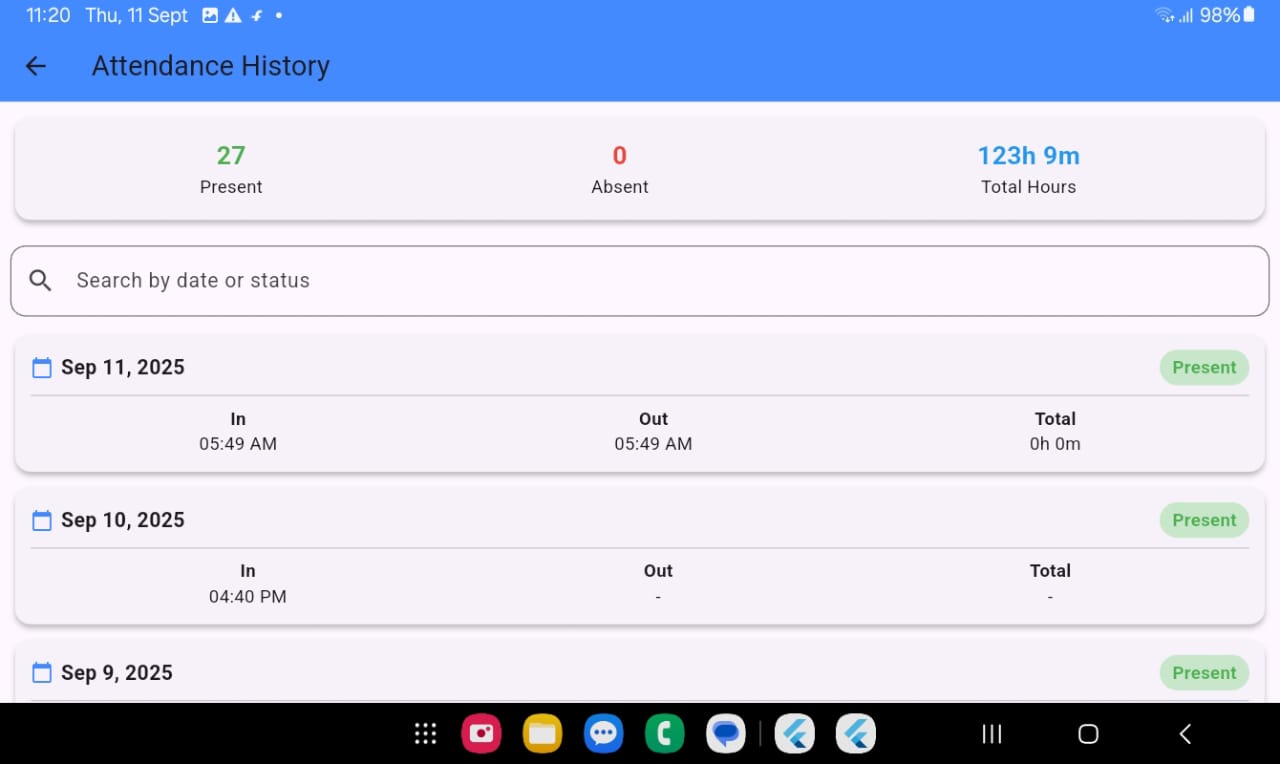 11:20 Thu, 11 Sept 98%
Attendance History
27 0 123h 9m
Present Absent Total Hours
Search by date or status
Sep 11, 2025 Present
In Out Total
05:49 AM 05:49 AM 0h 0m
Sep 10, 2025 Present
In Out Total
04:40 PM - -
Sep 9, 2025 Present